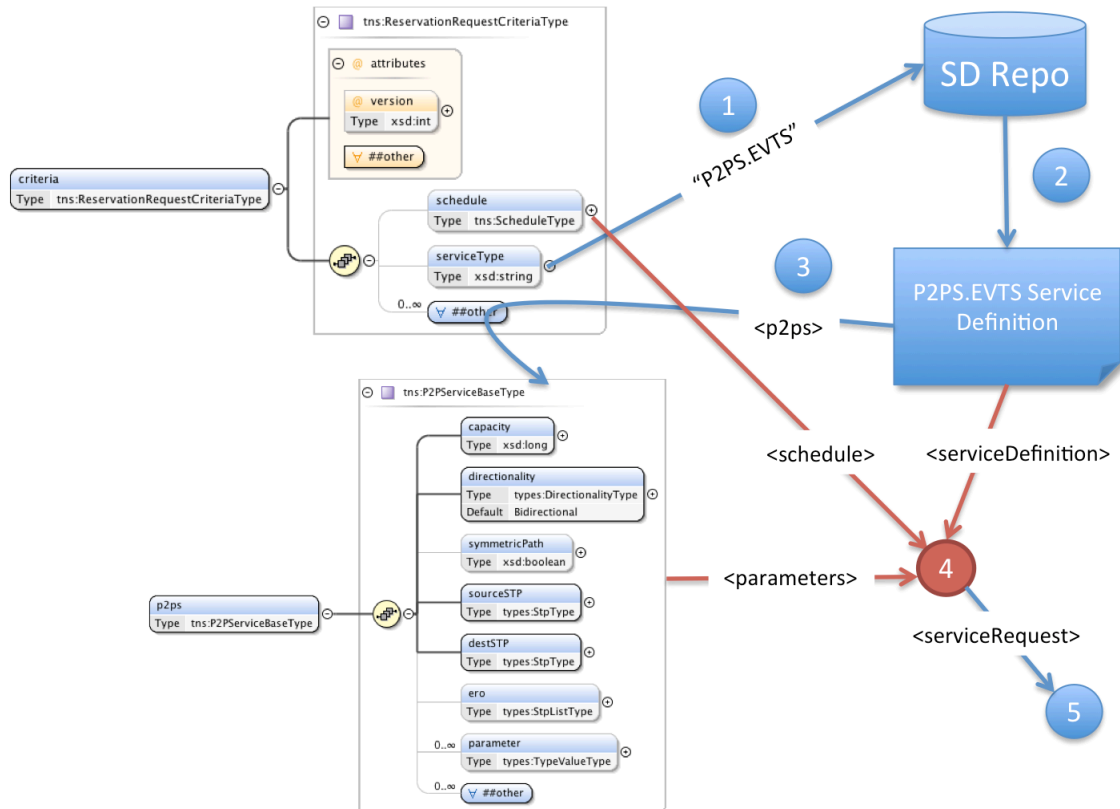 tns:ReservationRequestCriteriaType
@ attributes
@ version
Type xsd:int
∀ ##other
criteria
Type tns:ReservationRequestCriteriaType
schedule
Type tns:ScheduleType
serviceType
Type xsd:string
0..∞
∀ ##other
1
SD Repo
“P2PS.EVTS”
2
3
P2PS.EVTS Service
Definition
<p2ps>
tns:P2PServiceBaseType
capacity
Type xsd:long
directionality
Type types:DirectionalityType
Default Bidirectional
symmetricPath
Type xsd:boolean
sourceSTP
Type types:StpType
destSTP
Type types:StpType
ero
Type types:StpListType
0..∞
parameter
Type types:TypeValueType
0..∞
∀ ##other
p2ps
Type tns:P2PServiceBaseType
<schedule>
<serviceDefinition>
<parameters>
4
<serviceRequest>
5